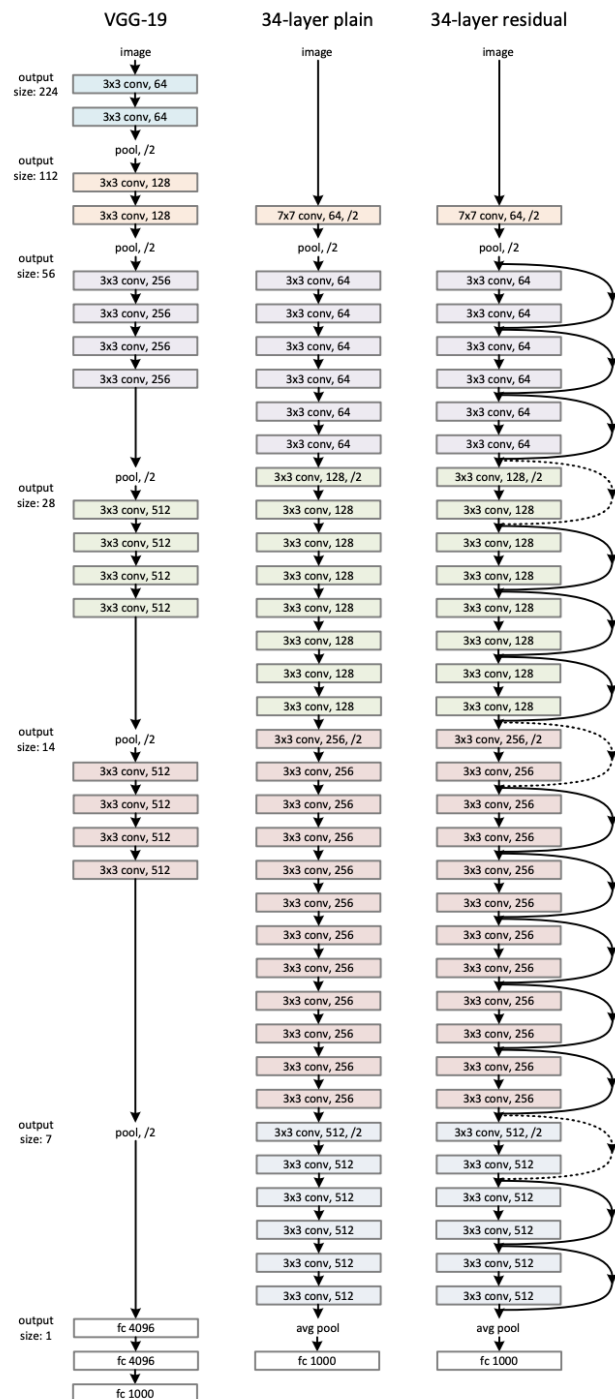 output
size: 224
output
size: 112
output
size: 56
output
size: 28
output
size: 14
output
size: 7
output
size: 1
VGG-19
image
3x3 conv, 64
3x3 conv, 64
pool, /2
3x3 conv, 128
3x3 conv, 128
pool, /2
3x3 conv, 256
3x3 conv, 256
3x3 conv, 256
3x3 conv, 256
pool, /2
3x3 conv, 512
3x3 conv, 512
3x3 conv, 512
3x3 conv, 512
pool, /2
3x3 conv, 512
3x3 conv, 512
3x3 conv, 512
3x3 conv, 512
pool, /2
fc 4096
fc 4096
fc 1000
34-layer plain
image
7x7 conv, 64, /2
pool, /2
3x3 conv, 64
3x3 conv, 64
3x3 conv, 64
3x3 conv, 64
3x3 conv, 64
3x3 conv, 64
3x3 conv, 128, /2
3x3 conv, 128
3x3 conv, 128
3x3 conv, 128
3x3 conv, 128
3x3 conv, 128
3x3 conv, 128
3x3 conv, 128
3x3 conv, 256, /2
3x3 conv, 256
3x3 conv, 256
3x3 conv, 256
3x3 conv, 256
3x3 conv, 256
3x3 conv, 256
3x3 conv, 256
3x3 conv, 256
3x3 conv, 256
3x3 conv, 256
3x3 conv, 256
3x3 conv, 512, /2
3x3 conv, 512
3x3 conv, 512
3x3 conv, 512
3x3 conv, 512
3x3 conv, 512
avg pool
fc 1000
34-layer residual
image
7x7 conv, 64, /2
pool, /2
3x3 conv, 64
3x3 conv, 64
3x3 conv, 64
3x3 conv, 64
3x3 conv, 64
3x3 conv, 64
3x3 conv, 128, /2
3x3 conv, 128
3x3 conv, 128
3x3 conv, 128
3x3 conv, 128
3x3 conv, 128
3x3 conv, 128
3x3 conv, 128
3x3 conv, 256, /2
3x3 conv, 256
3x3 conv, 256
3x3 conv, 256
3x3 conv, 256
3x3 conv, 256
3x3 conv, 256
3x3 conv, 256
3x3 conv, 256
3x3 conv, 256
3x3 conv, 256
3x3 conv, 256
3x3 conv, 512, /2
3x3 conv, 512
3x3 conv, 512
3x3 conv, 512
3x3 conv, 512
3x3 conv, 512
avg pool
fc 1000